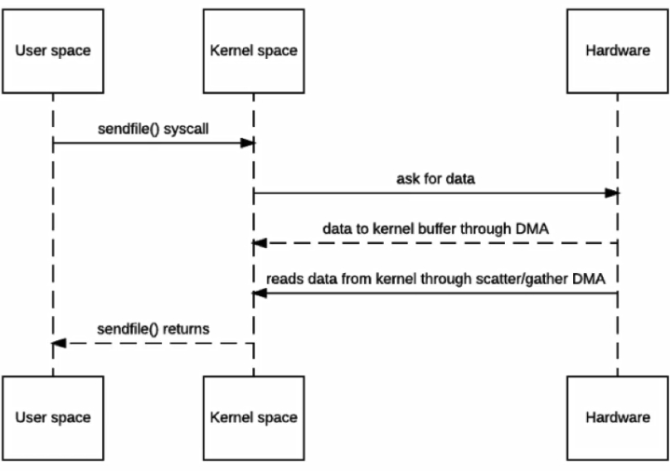 User space
Kernel space
Hardware
sendfile() syscall
ask for data
data to kernel buffer through DMA
reads data from kernel through scatter/gather DMA
sendfile() returns
User space
Kernel space
Hardware